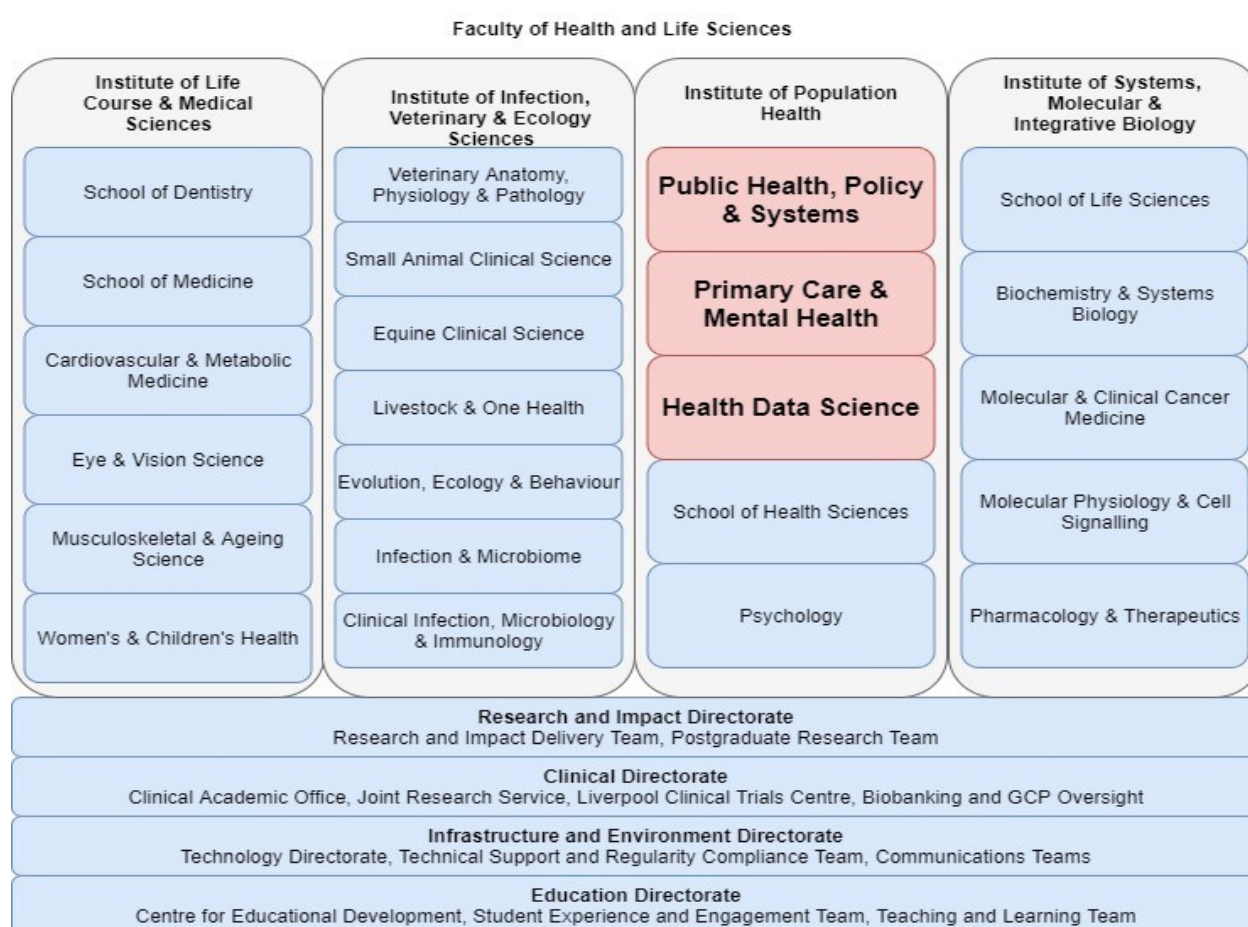 Faculty of Health and Life Sciences
Institute of Life
Course & Medical
Sciences
School of Dentistry
School of Medicine
Cardiovascular & Metabolic
Medicine
Eye & Vision Science
Musculoskeletal & Ageing
Science
Women's & Children's Health
Institute of Infection,
Veterinary & Ecology
Sciences
Veterinary Anatomy,
Physiology & Pathology
Small Animal Clinical Science
Equine Clinical Science
Livestock & One Health
Evolution, Ecology & Behaviour
Infection & Microbiome
Clinical Infection, Microbiology
& Immunology
Institute of Population
Health
Public Health, Policy
& Systems
Primary Care &
Mental Health
Health Data Science
School of Health Sciences
Psychology
Institute of Systems,
Molecular &
Integrative Biology
School of Life Sciences
Biochemistry & Systems
Biology
Molecular & Clinical Cancer
Medicine
Molecular Physiology & Cell
Signalling
Pharmacology & Therapeutics
Research and Impact Directorate
Research and Impact Delivery Team, Postgraduate Research Team
Clinical Directorate
Clinical Academic Office, Joint Research Service, Liverpool Clinical Trials Centre, Biobanking and GCP Oversight
Infrastructure and Environment Directorate
Technology Directorate, Technical Support and Regularity Compliance Team, Communications Teams
Education Directorate
Centre for Educational Development, Student Experience and Engagement Team, Teaching and Learning Team